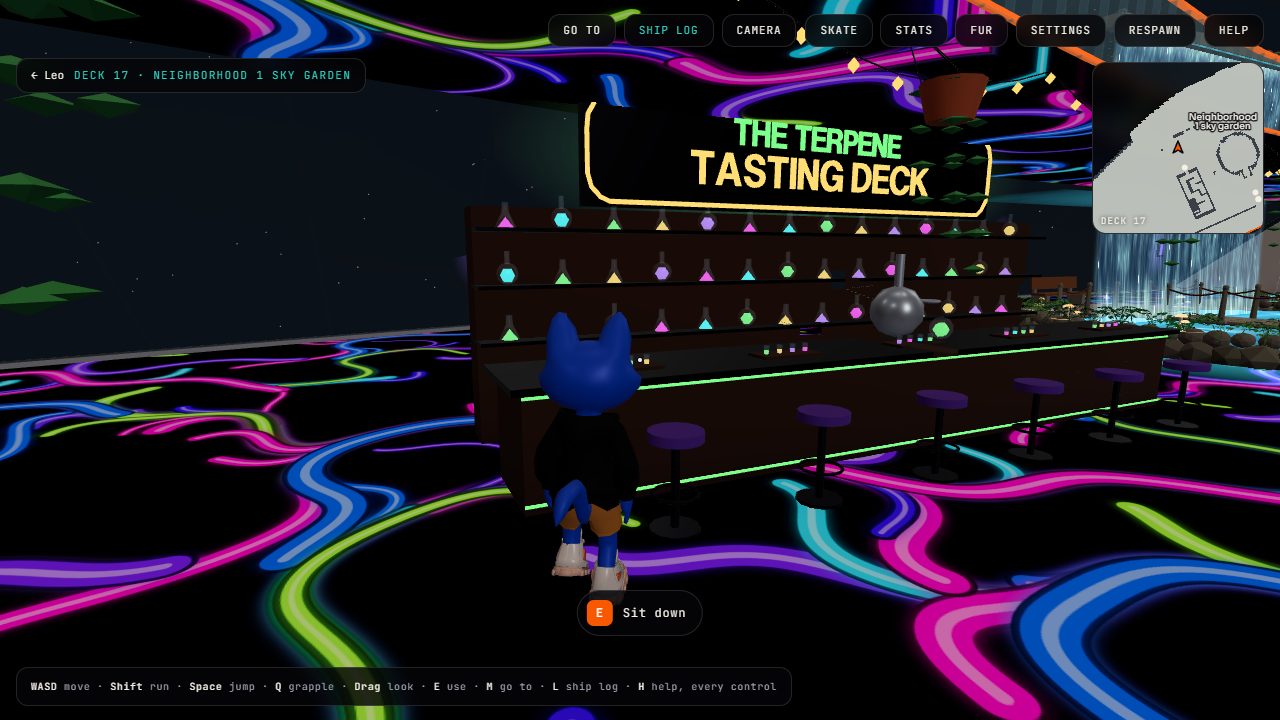 GO TO
SHIP LOG
CAMERA
SKATE
STATS
FUR
SETTINGS
RESPAWN
HELP
← Leo DECK 17 · NEIGHBORHOOD 1 SKY GARDEN
Neighborhood
1 sky garden
DECK 17
THE TERPENE
TASTING DECK
E Sit down
WASD move · Shift run · Space jump · Q grapple · Drag look · E use · M go to · L ship log · H help, every control